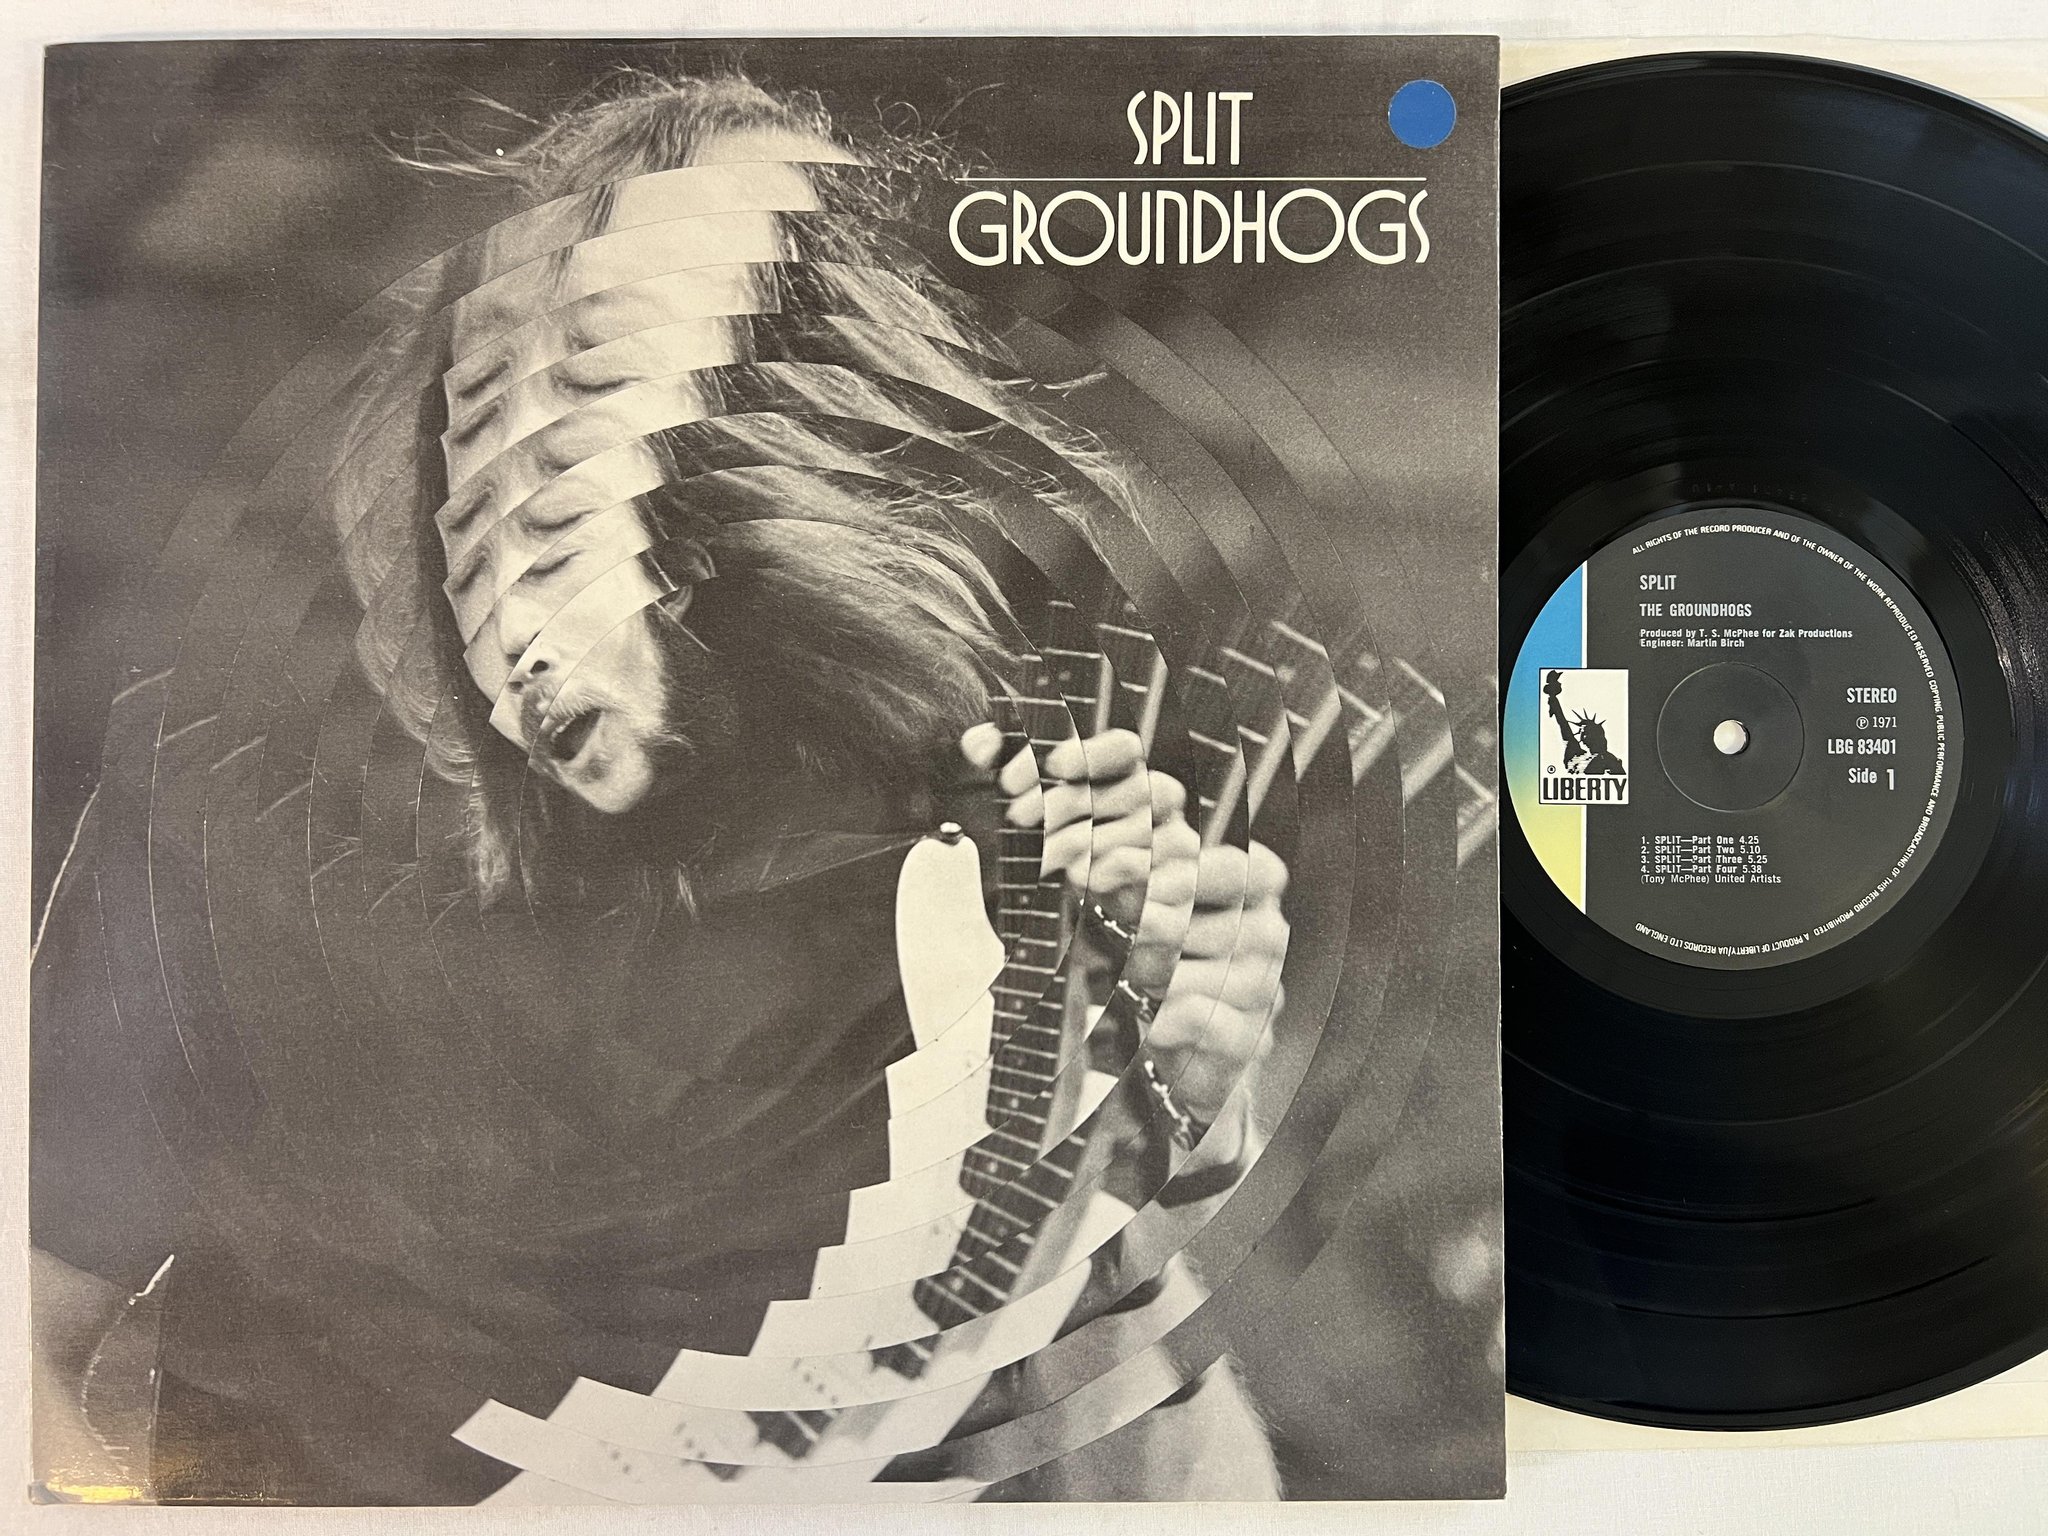 SPLIT
GROUNDHOGS
ALL RIGHTS OF THE RECORD PRODUCER AND OF THE OWNER OF THE WORK REPRODUCED RESERVED. COPYING, PUBLIC PERFORMANCE AND BROADCASTING OF THIS RECORD PROHIBITED. A PRODUCT OF LIBERTY/UA RECORDS LTD ENGLAND
SPLIT
THE GROUNDHOGS
Produced by T. S. McPhee for Zak Productions
Engineer: Martin Birch
STEREO
℗ 1971
LBG 83401
Side 1
® LIBERTY
1. SPLIT—Part One 4.25
2. SPLIT—Part Two 5.10
3. SPLIT—Part Three 5.25
4. SPLIT—Part Four 5.38
(Tony McPhee) United Artists